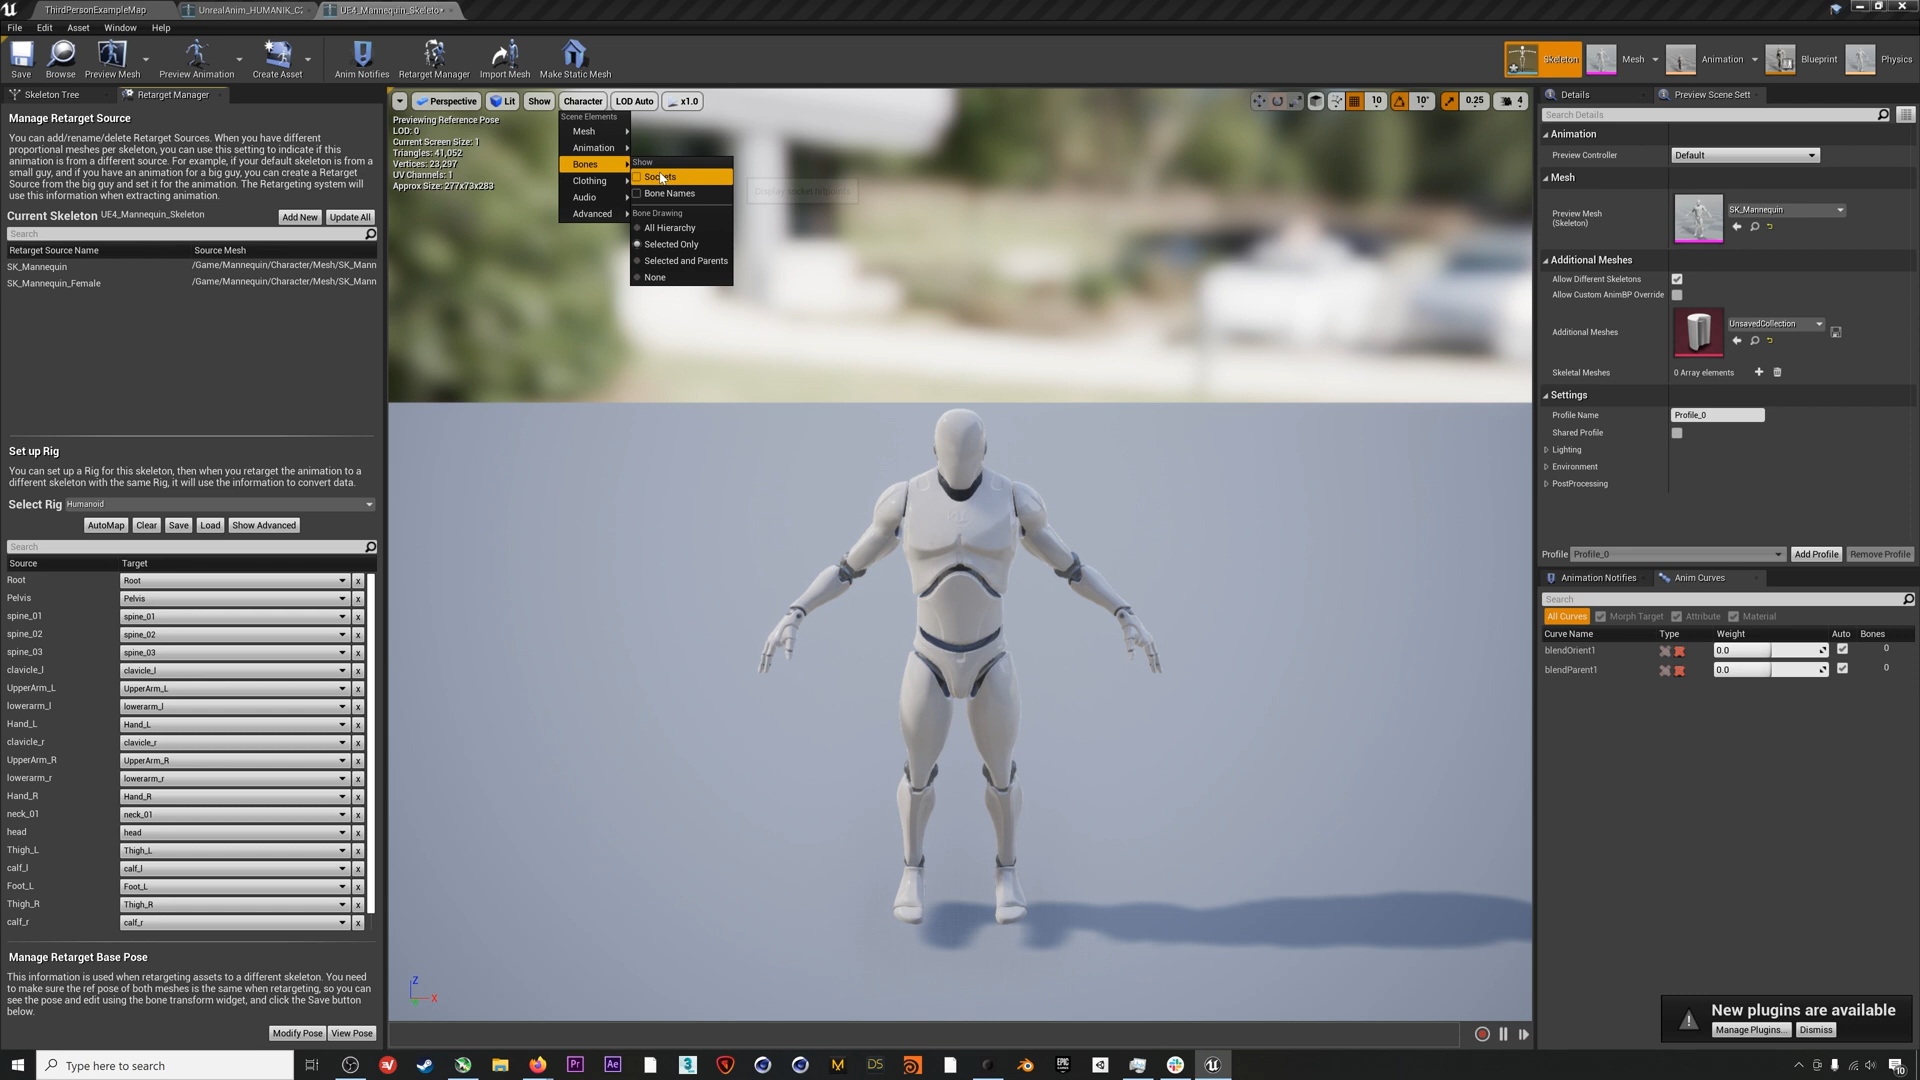 ThirdPersonExampleMap
UnrealAnim_HUMANIK_C
UE4_Mannequin_Skeleto
File Edit Asset Window Help
Save
Browse
Preview Mesh
Preview Animation
Create Asset
Anim Notifies
Retarget Manager
Import Mesh
Make Static Mesh
Skeleton
Mesh
Animation
Blueprint
Physics
Skeleton Tree
Retarget Manager
Manage Retarget Source
You can add/rename/delete Retarget Sources. When you have different
proportional meshes per skeleton, you can use this setting to indicate if this
animation is from a different source. For example, if your default skeleton is from a
small guy, and if you have an animation for a big guy, you can create a Retarget
Source from the big guy and set it for the animation. The Retargeting system will
use this information when extracting animation.
Current Skeleton UE4_Mannequin_Skeleton
Add New
Update All
Search
Retarget Source Name Source Mesh
SK_Mannequin /Game/Mannequin/Character/Mesh/SK_Mann
SK_Mannequin_Female /Game/Mannequin/Character/Mesh/SK_Mann
Set up Rig
You can set up a Rig for this skeleton, then when you retarget the animation to a
different skeleton with the same Rig, it will use the information to convert data.
Select Rig Humanoid
AutoMap Clear Save Load Show Advanced
Search
Source Target
Root Root x
Pelvis Pelvis x
spine_01 spine_01 x
spine_02 spine_02 x
spine_03 spine_03 x
clavicle_l clavicle_l x
UpperArm_L UpperArm_L x
lowerarm_l lowerarm_l x
Hand_L Hand_L x
clavicle_r clavicle_r x
UpperArm_R UpperArm_R x
lowerarm_r lowerarm_r x
Hand_R Hand_R x
neck_01 neck_01 x
head head x
Thigh_L Thigh_L x
calf_l calf_l x
Foot_L Foot_L x
Thigh_R Thigh_R x
calf_r calf_r x
Manage Retarget Base Pose
This information is used when retargeting assets to a different skeleton. You need
to make sure the ref pose of both meshes is the same when retargeting, so you can
see the pose and edit using the bone transform widget, and click the Save button
below.
Modify Pose View Pose
Perspective Lit Show Character LOD Auto x1.0
10 10° 0.25 4
Previewing Reference Pose
LOD: 0
Current Screen Size: 1
Triangles: 41,052
Vertices: 23,297
UV Channels: 1
Approx Size: 277x73x283
Scene Elements
Mesh
Animation
Bones
Clothing
Audio
Advanced
Show
Sockets
Bone Names
Bone Drawing
All Hierarchy
Selected Only
Selected and Parents
None
Display socket hitpoints
Z
X
Details
Preview Scene Sett
Search Details
Animation
Preview Controller Default
Mesh
Preview Mesh
(Skeleton)
SK_Mannequin
Additional Meshes
Allow Different Skeletons
Allow Custom AnimBP Override
Additional Meshes UnsavedCollection
Skeletal Meshes 0 Array elements
Settings
Profile Name Profile_0
Shared Profile
Lighting
Environment
PostProcessing
Profile Profile_0 Add Profile Remove Profile
Animation Notifies
Anim Curves
Search
All Curves Morph Target Attribute Material
Curve Name Type Weight Auto Bones
blendOrient1 0.0 0
blendParent1 0.0 0
New plugins are available
Manage Plugins... Dismiss
Type here to search
Pr
Ae
3
M
DS
EPIC
GAMES
10